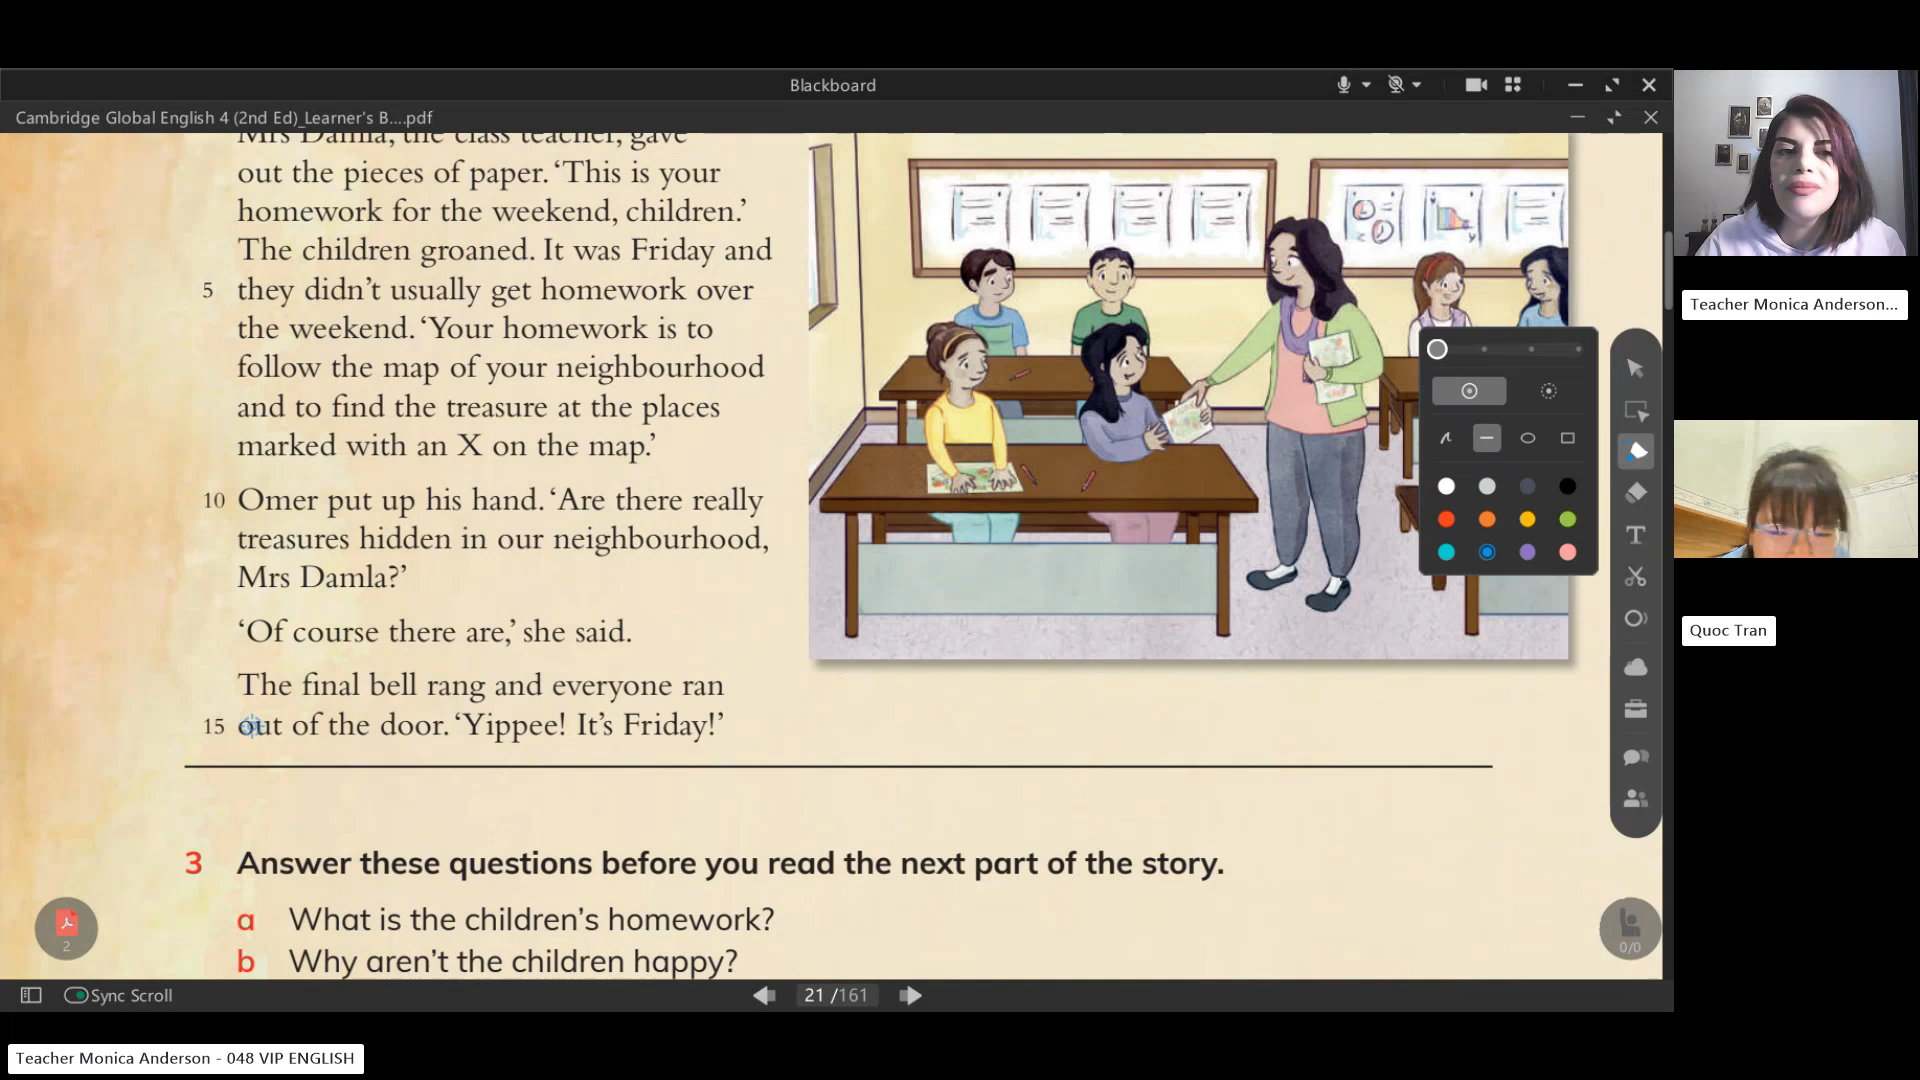 Blackboard
Cambridge Global English 4 (2nd Ed)_Learner's B....pdf
Mrs Damla, the class teacher, gave
out the pieces of paper. ‘This is your
homework for the weekend, children.’
The children groaned. It was Friday and
5 they didn’t usually get homework over
the weekend. ‘Your homework is to
follow the map of your neighbourhood
and to find the treasure at the places
marked with an X on the map.’
10 Omer put up his hand. ‘Are there really
treasures hidden in our neighbourhood,
Mrs Damla?’
‘Of course there are,’ she said.
The final bell rang and everyone ran
15 out of the door. ‘Yippee! It’s Friday!’
3 Answer these questions before you read the next part of the story.
a What is the children’s homework?
b Why aren’t the children happy?
2
0/0
Sync Scroll
21 /161
Teacher Monica Anderson...
Quoc Tran
Teacher Monica Anderson - 048 VIP ENGLISH